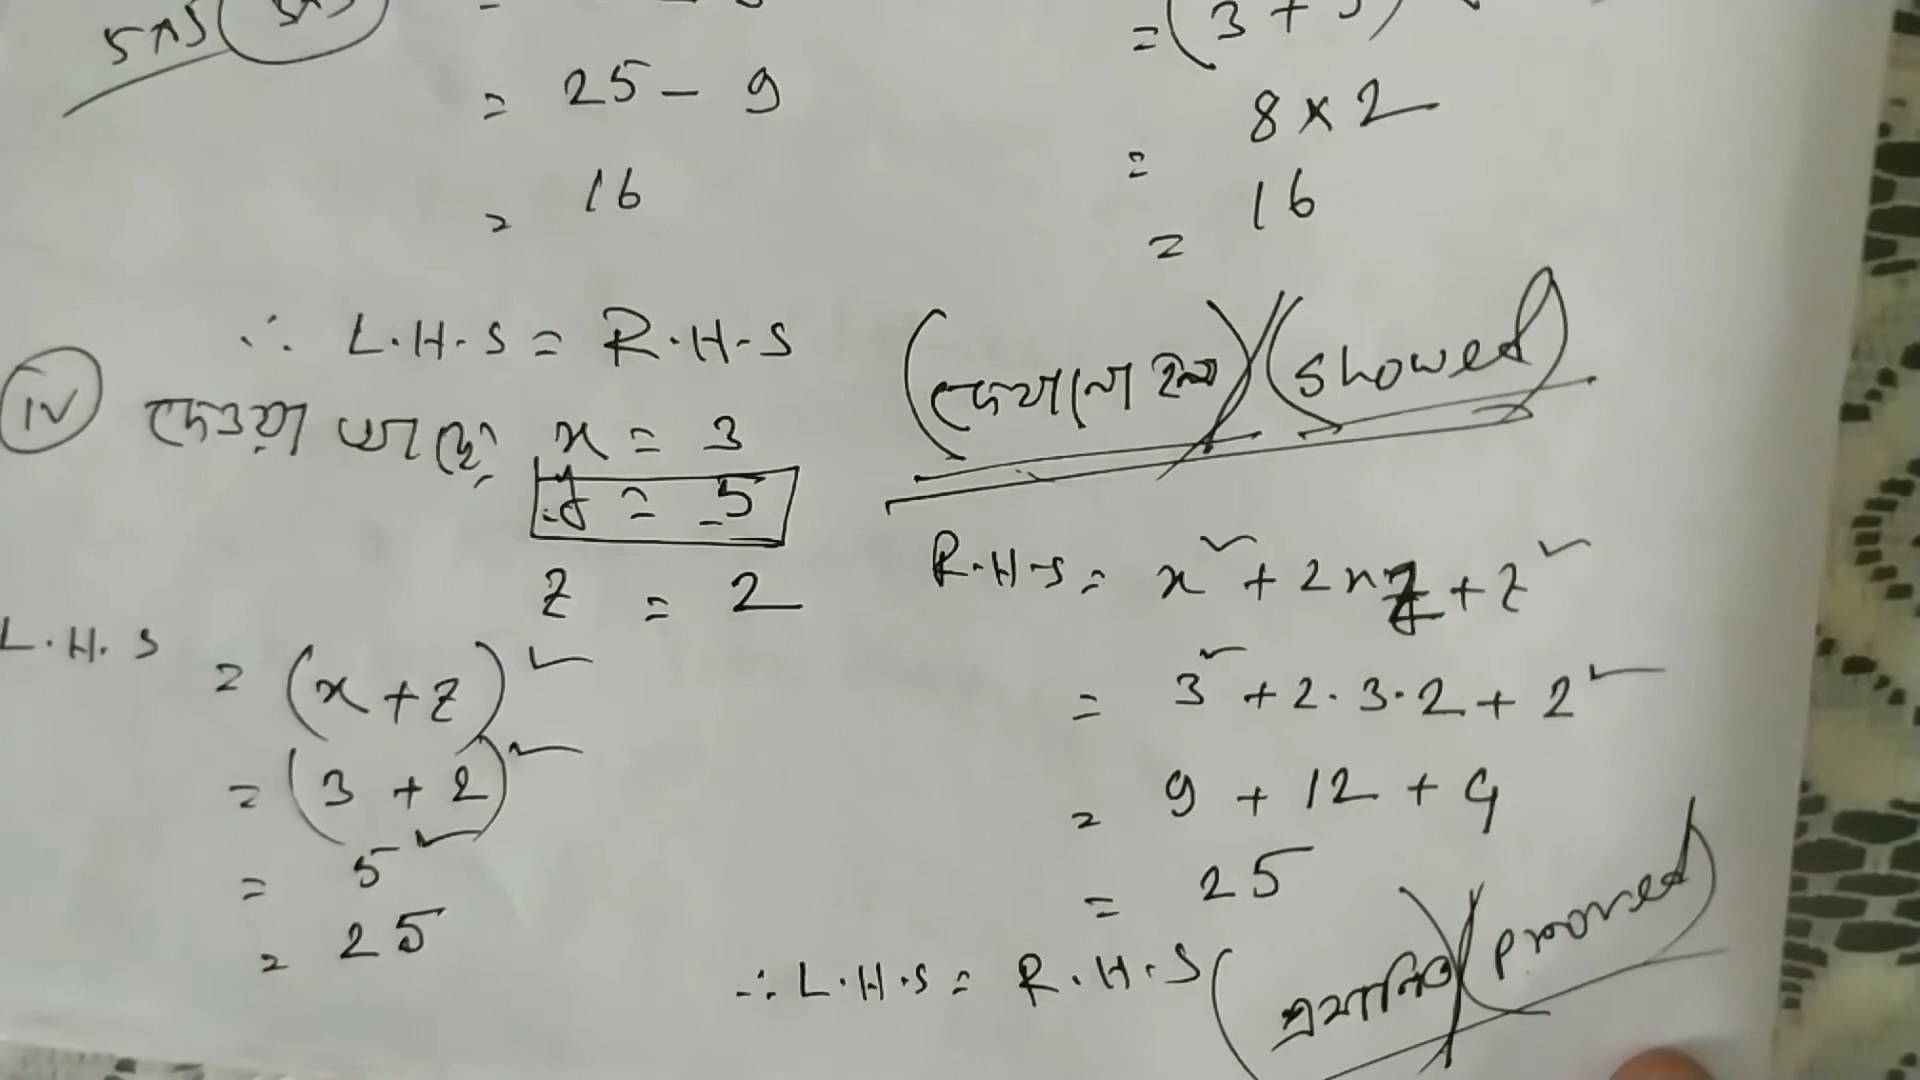 = 25 - 9
= 16
= (3 + 5)
= 8 × 2
= 16
∴ L.H.S = R.H.S (দেখানো হল) (showed)
iv দেওয়া আছে, x = 3
y = 5
z = 2
L.H.S = (x + z)²
= (3 + 2)²
= 5²
= 25
R.H.S = x² + 2xz + z²
= 3² + 2·3·2 + 2²
= 9 + 12 + 4
= 25
∴ L.H.S = R.H.S (প্রমাণিত) (proved)